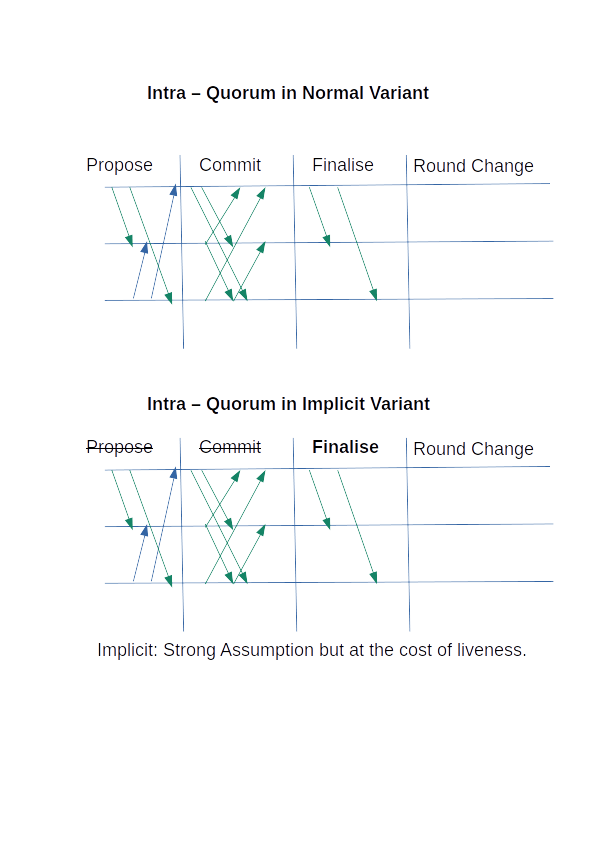 Intra – Quorum in Normal Variant
Propose Commit Finalise Round Change
Intra – Quorum in Implicit Variant
Propose Commit Finalise Round Change
Implicit: Strong Assumption but at the cost of liveness.